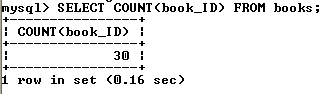 mysql> SELECT COUNT(book_ID) FROM books;
+----------------+
| COUNT(book_ID) |
+----------------+
|             30 |
+----------------+
1 row in set (0.16 sec)